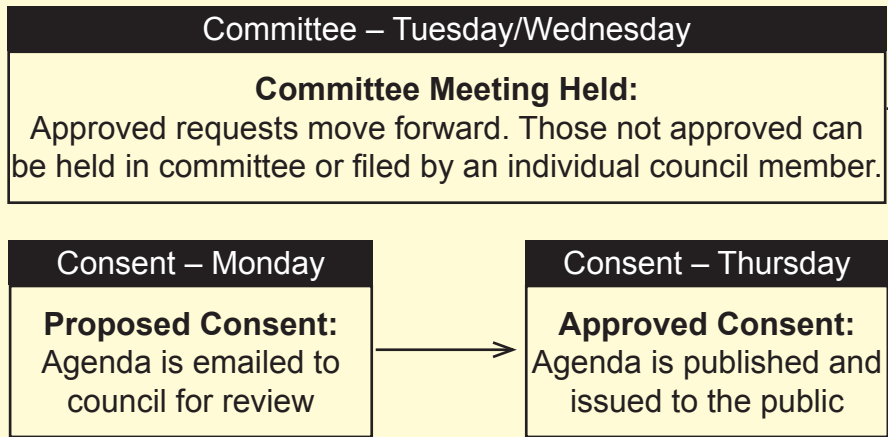 Committee – Tuesday/Wednesday
Committee Meeting Held:
Approved requests move forward. Those not approved can
be held in committee or filed by an individual council member.
Consent – Monday
Proposed Consent:
Agenda is emailed to
council for review
Consent – Thursday
Approved Consent:
Agenda is published and
issued to the public